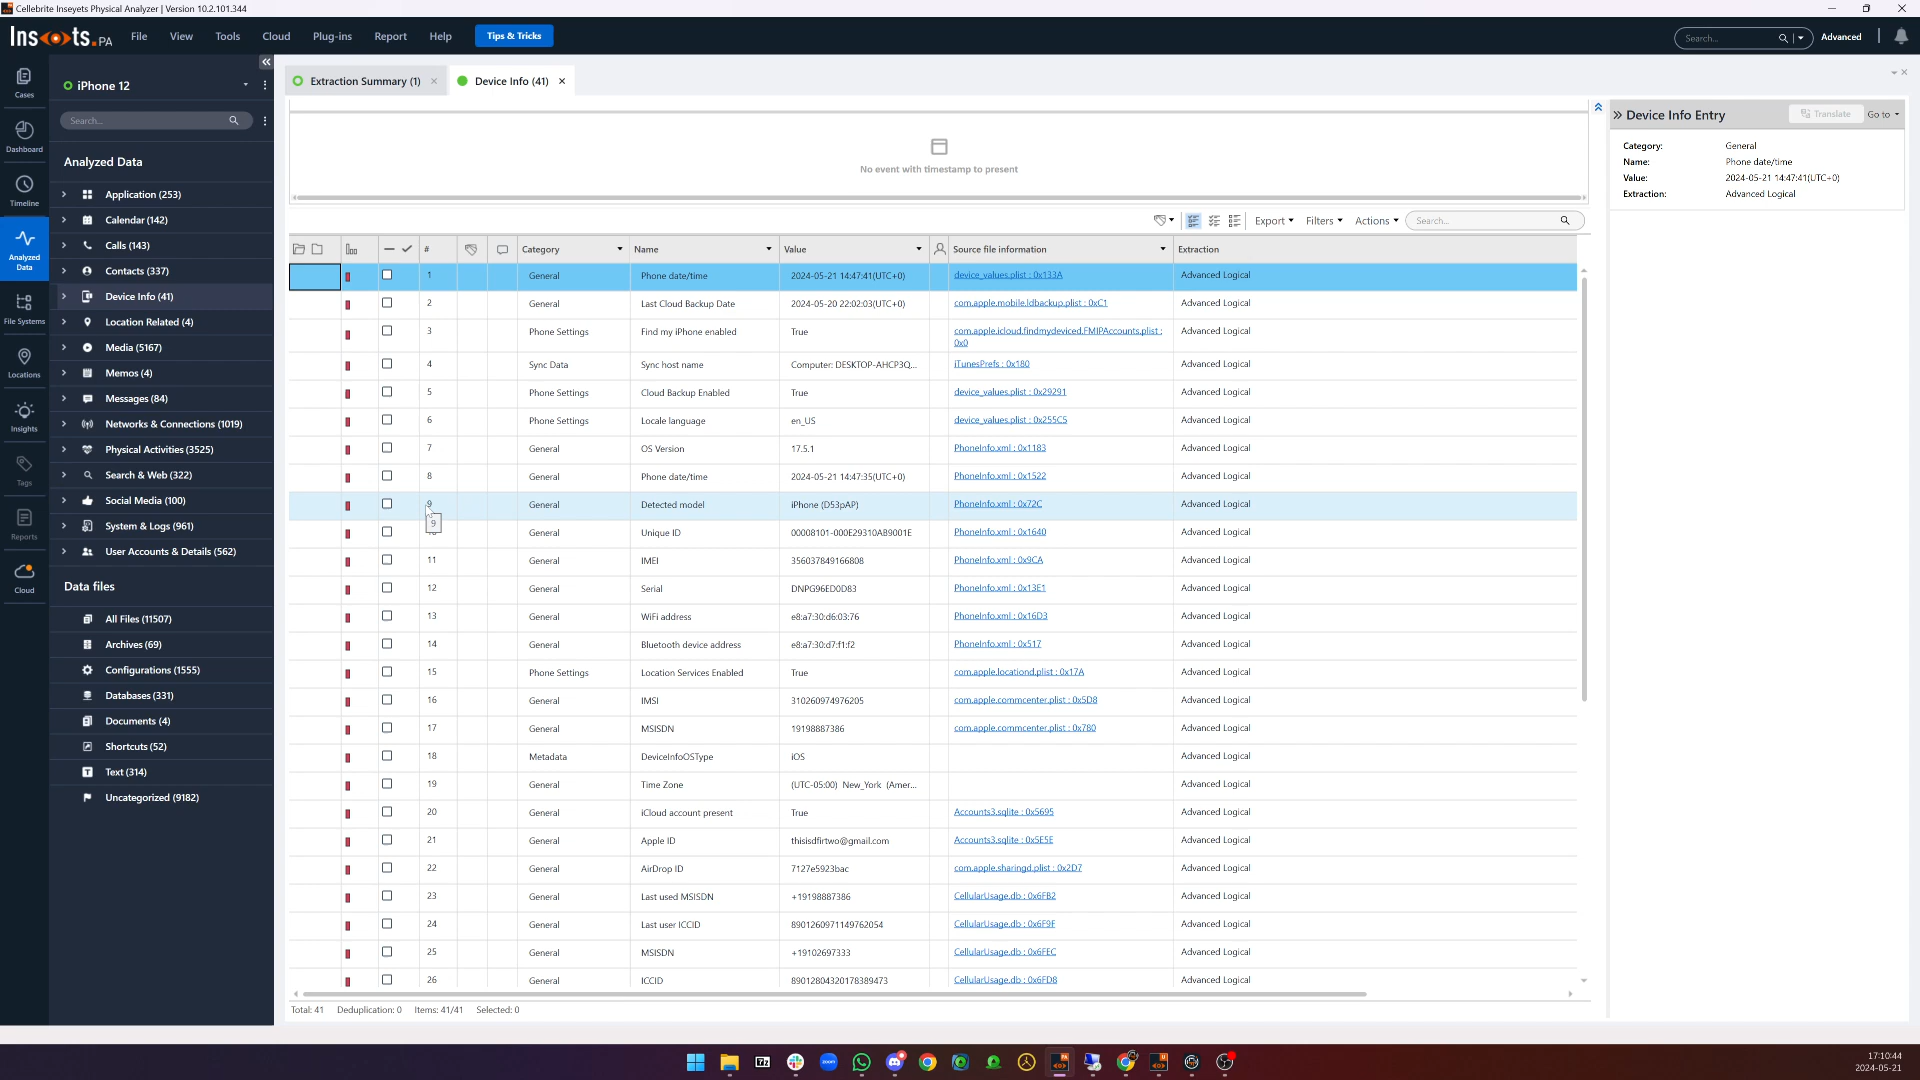 Cellebrite Inseyets Physical Analyzer | Version 10.2.101.344
Ins ts.PA File View Tools Cloud Plug-ins Report Help Tips & Tricks Search... Advanced
Cases
Dashboard
Timeline
Analyzed Data
File Systems
Locations
Insights
Tags
Reports
Cloud
iPhone 12
Search...
Analyzed Data
Application (253)
Calendar (142)
Calls (143)
Contacts (337)
Device Info (41)
Location Related (4)
Media (5167)
Memos (4)
Messages (84)
Networks & Connections (1019)
Physical Activities (3525)
Search & Web (322)
Social Media (100)
System & Logs (961)
User Accounts & Details (562)
Data files
All Files (11507)
Archives (69)
Configurations (1555)
Databases (331)
Documents (4)
Shortcuts (52)
Text (314)
Uncategorized (9182)
Extraction Summary (1) Device Info (41)
No event with timestamp to present
Export Filters Actions Search...
# Category Name Value Source file information Extraction
1 General Phone date/time 2024-05-21 14:47:41(UTC+0) device_values.plist : 0x133A Advanced Logical
2 General Last Cloud Backup Date 2024-05-20 22:02:03(UTC+0) com.apple.mobile.ldbackup.plist : 0xC1 Advanced Logical
3 Phone Settings Find my iPhone enabled True com.apple.icloud.findmydeviced.FMIPAccounts.plist : 0x0 Advanced Logical
4 Sync Data Sync host name Computer: DESKTOP-AHCP3Q... iTunesPrefs : 0x180 Advanced Logical
5 Phone Settings Cloud Backup Enabled True device_values.plist : 0x29291 Advanced Logical
6 Phone Settings Locale language en_US device_values.plist : 0x255C5 Advanced Logical
7 General OS Version 17.5.1 PhoneInfo.xml : 0x1183 Advanced Logical
8 General Phone date/time 2024-05-21 14:47:35(UTC+0) PhoneInfo.xml : 0x1522 Advanced Logical
9 General Detected model iPhone (D53pAP) PhoneInfo.xml : 0x72C Advanced Logical
9
General Unique ID 00008101-000E29310AB9001E PhoneInfo.xml : 0x1640 Advanced Logical
11 General IMEI 356037849166808 PhoneInfo.xml : 0x9CA Advanced Logical
12 General Serial DNPG96ED0D83 PhoneInfo.xml : 0x13E1 Advanced Logical
13 General WiFi address e8:a7:30:d6:03:76 PhoneInfo.xml : 0x16D3 Advanced Logical
14 General Bluetooth device address e8:a7:30:d7:f1:f2 PhoneInfo.xml : 0x517 Advanced Logical
15 Phone Settings Location Services Enabled True com.apple.locationd.plist : 0x17A Advanced Logical
16 General IMSI 310260974976205 com.apple.commcenter.plist : 0x5D8 Advanced Logical
17 General MSISDN 19198887386 com.apple.commcenter.plist : 0x780 Advanced Logical
18 Metadata DeviceInfoOSType iOS Advanced Logical
19 General Time Zone (UTC-05:00) New_York (Amer... Advanced Logical
20 General iCloud account present True Accounts3.sqlite : 0x5695 Advanced Logical
21 General Apple ID thisisdfirtwo@gmail.com Accounts3.sqlite : 0x5E5E Advanced Logical
22 General AirDrop ID 7127e5923bac com.apple.sharingd.plist : 0x2D7 Advanced Logical
23 General Last used MSISDN +19198887386 CellularUsage.db : 0x6FB2 Advanced Logical
24 General Last user ICCID 8901260971149762054 CellularUsage.db : 0x6F9F Advanced Logical
25 General MSISDN +19102697333 CellularUsage.db : 0x6FEC Advanced Logical
26 General ICCID 89012804320178389473 CellularUsage.db : 0x6FD8 Advanced Logical
Total: 41 Deduplication: 0 Items: 41/41 Selected: 0
Device Info Entry Translate Go to
Category: General
Name: Phone date/time
Value: 2024-05-21 14:47:41(UTC+0)
Extraction: Advanced Logical
zoom
17:10:44
2024-05-21